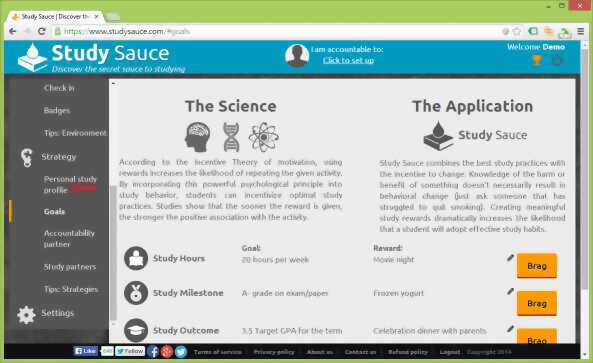 Study Sauce | Discover the
https://www.studysauce.com/#goals
Study Sauce
Discover the secret sauce to studying
I am accountable to:
Click to set up
Welcome Demo
Check in
Badges
Tips: Environment
Strategy
Personal study
profile
Goals
Accountability
partner
Study partners
Tips: Strategies
Settings
The Science
According to the Incentive Theory of motivation, using
rewards increases the likelihood of repeating the given activity.
By incorporating this powerful psychological principle into
study behavior, students can incentivize optimal study
practices. Studies show that the sooner the reward is given,
the stronger the positive association with the activity.
The Application
Study Sauce
Study Sauce combines the best study practices with
the incentive to change. Knowledge of the harm or
benefit of something doesn't necessarily result in
behavioral change (just ask someone that has
struggled to quit smoking). Creating meaningful
study rewards dramatically increases the likelihood
that a student will adopt effective study habits.
Goal: Reward:
Study Hours 20 hours per week Movie night Brag
Study Milestone A- grade on exam/paper Frozen yogurt Brag
Study Outcome 3.5 Target GPA for the term Celebration dinner with parents Brag
Like Follow Terms of service Privacy policy About us Contact us Refund policy Logout Copyright 2014